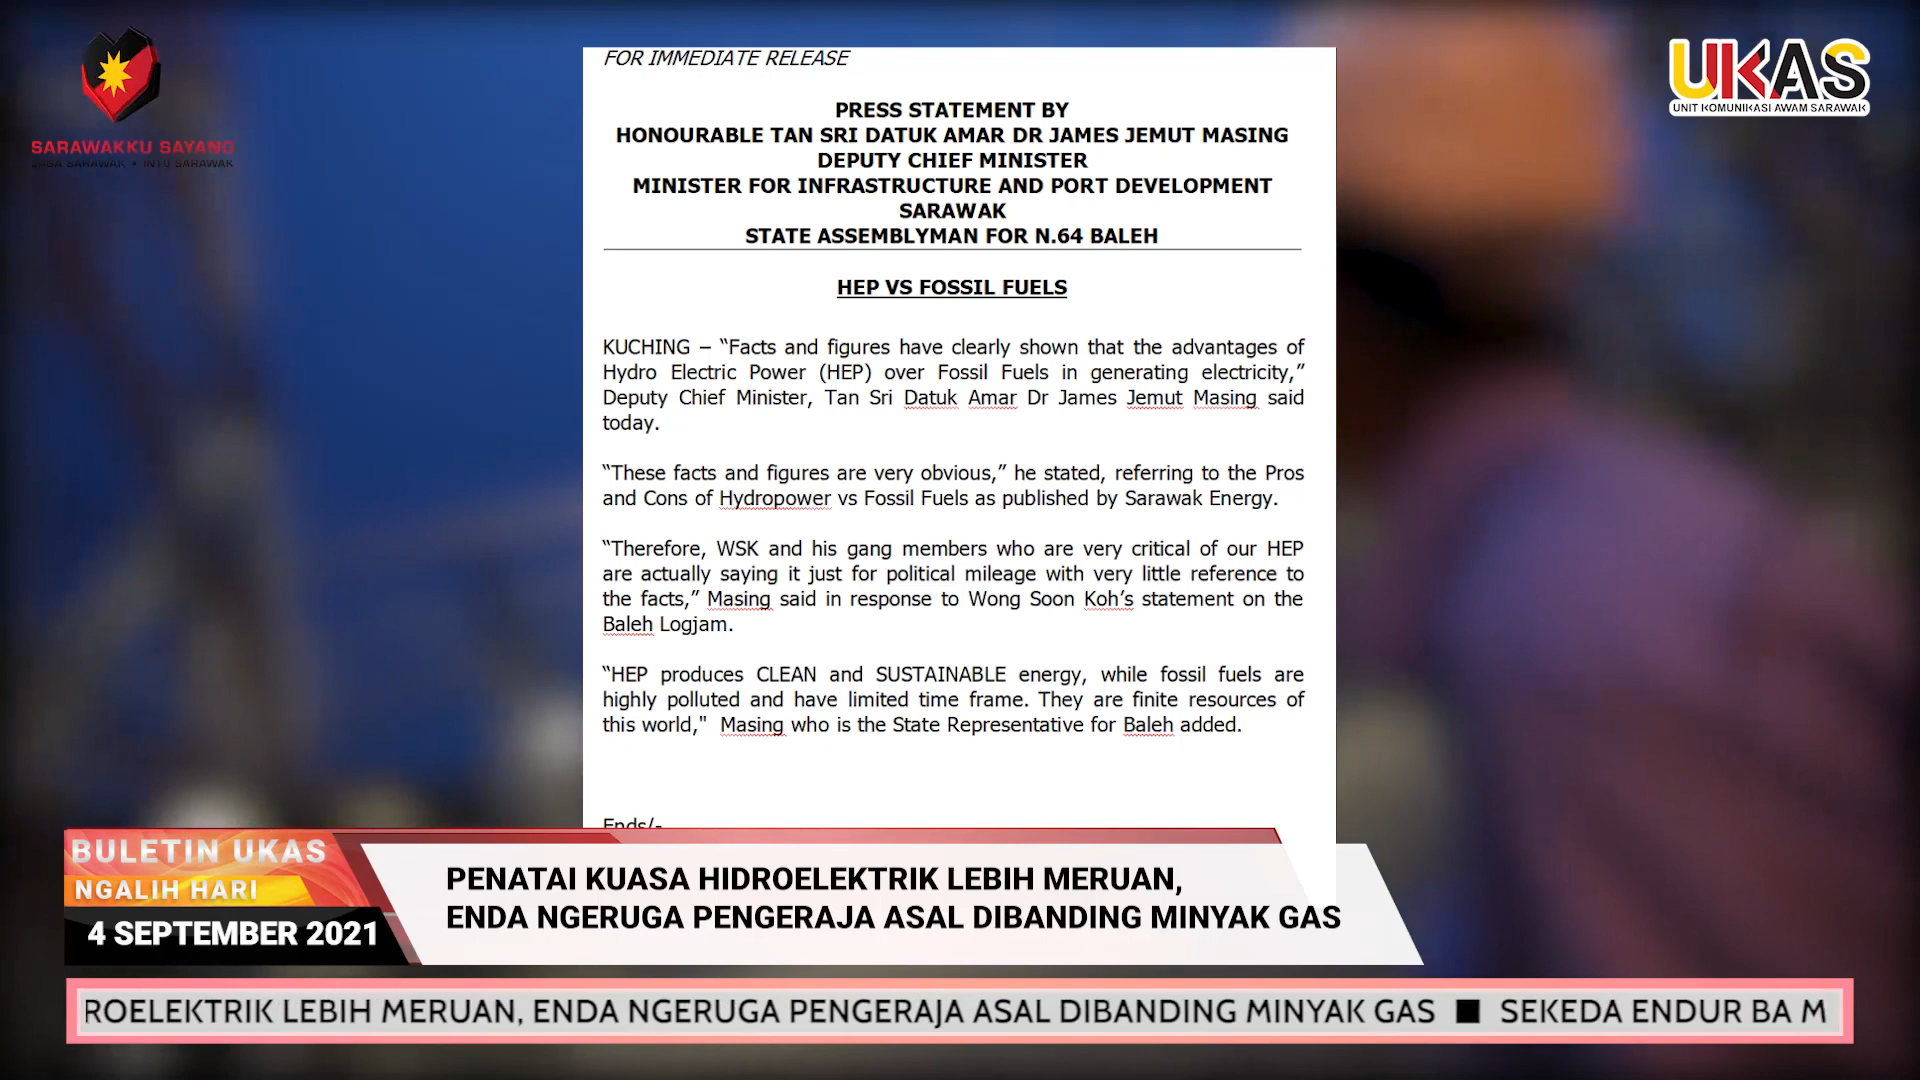 FOR IMMEDIATE RELEASE
PRESS STATEMENT BY
HONOURABLE TAN SRI DATUK AMAR DR JAMES JEMUT MASING
DEPUTY CHIEF MINISTER
MINISTER FOR INFRASTRUCTURE AND PORT DEVELOPMENT
SARAWAK
STATE ASSEMBLYMAN FOR N.64 BALEH
HEP VS FOSSIL FUELS
KUCHING – “Facts and figures have clearly shown that the advantages of
Hydro Electric Power (HEP) over Fossil Fuels in generating electricity,”
Deputy Chief Minister, Tan Sri Datuk Amar Dr James Jemut Masing said
today.
“These facts and figures are very obvious,” he stated, referring to the Pros
and Cons of Hydropower vs Fossil Fuels as published by Sarawak Energy.
“Therefore, WSK and his gang members who are very critical of our HEP
are actually saying it just for political mileage with very little reference to
the facts,” Masing said in response to Wong Soon Koh’s statement on the
Baleh Logjam.
“HEP produces CLEAN and SUSTAINABLE energy, while fossil fuels are
highly polluted and have limited time frame. They are finite resources of
this world," Masing who is the State Representative for Baleh added.
Ends/-
SARAWAKKU SAYANG
JAGA SARAWAK • INTU SARAWAK
UKAS
UNIT KOMUNIKASI AWAM SARAWAK
BULETIN UKAS
NGALIH HARI
4 SEPTEMBER 2021
PENATAI KUASA HIDROELEKTRIK LEBIH MERUAN,
ENDA NGERUGA PENGERAJA ASAL DIBANDING MINYAK GAS
ROELEKTRIK LEBIH MERUAN, ENDA NGERUGA PENGERAJA ASAL DIBANDING MINYAK GAS ■ SEKEDA ENDUR BA M